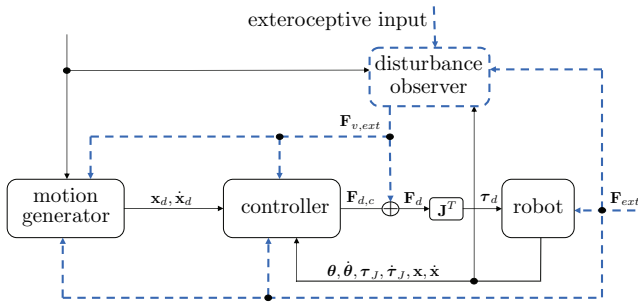 exteroceptive input
disturbance
observer
F_{v,ext}
motion
generator
x_d, ẋ_d
controller
F_{d,c}
F_d
J^T
τ_d
robot
F_{ext}
θ, θ̇, τ_J, τ̇_J, x, ẋ